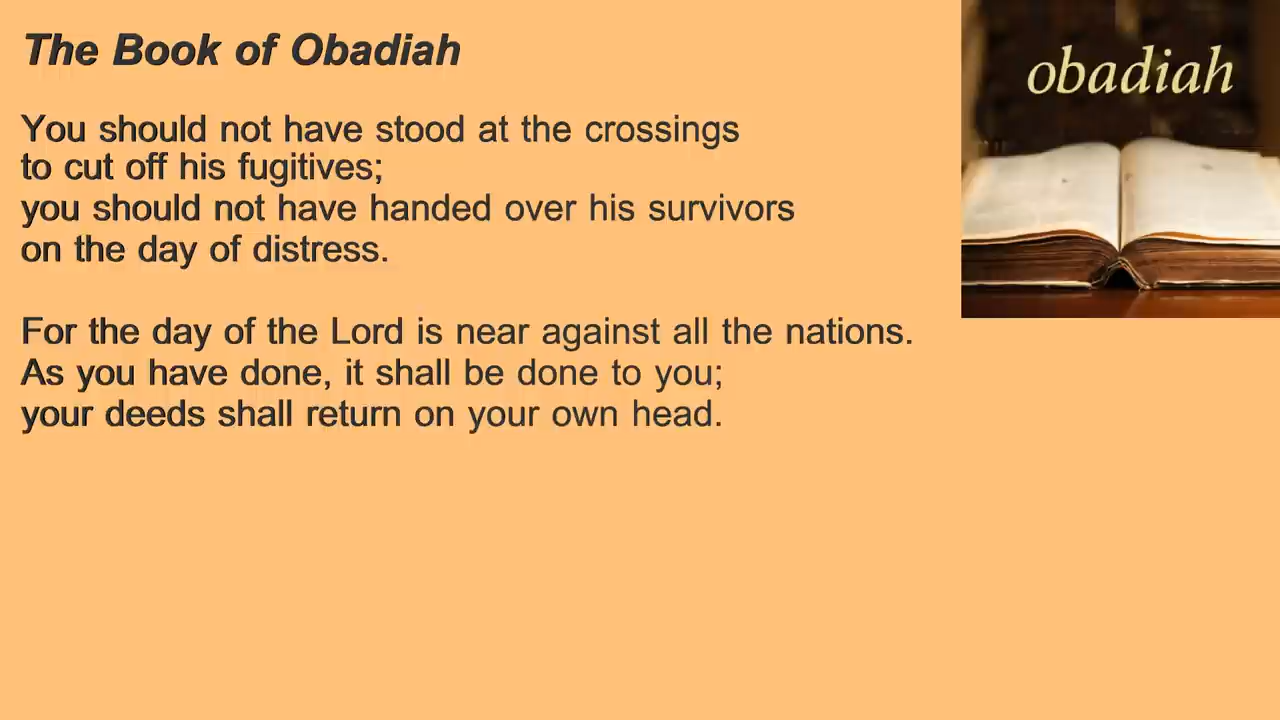 The Book of Obadiah
obadiah
You should not have stood at the crossings
to cut off his fugitives;
you should not have handed over his survivors
on the day of distress.
For the day of the Lord is near against all the nations.
As you have done, it shall be done to you;
your deeds shall return on your own head.